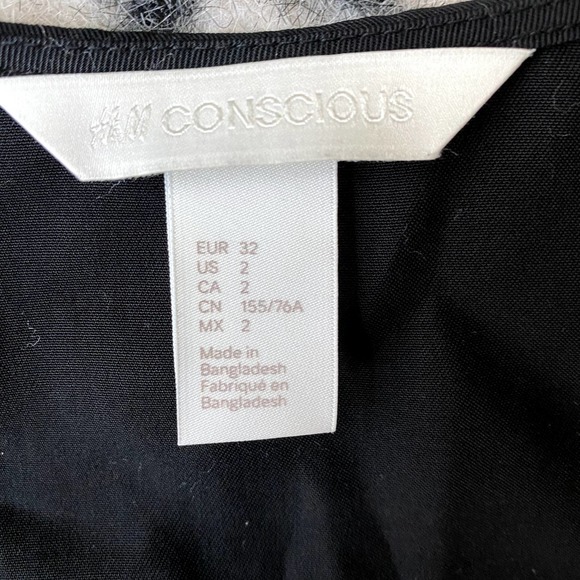 H&M CONSCIOUS
EUR 32
US 2
CA 2
CN 155/76A
MX 2
Made in
Bangladesh
Fabriqué en
Bangladesh